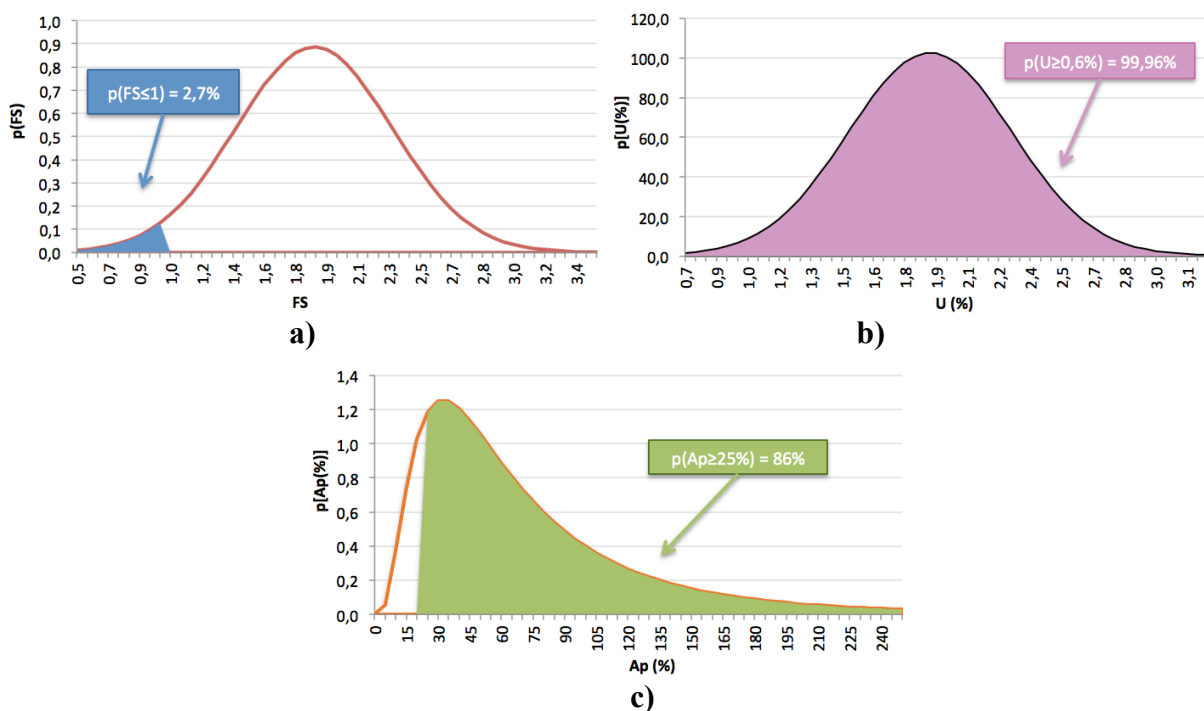 1,0
0,9
0,8
0,7
0,6
0,5
0,4
0,3
0,2
0,1
0,0
p(FS)
p(FS≤1) = 2,7%
0,5 0,7 0,9 1,0 1,2 1,4 1,6 1,8 1,9 2,1 2,3 2,5 2,7 2,8 3,0 3,2 3,4
FS
a)
120,0
100,0
80,0
60,0
40,0
20,0
0,0
p[U(%)]
p(U≥0,6%) = 99,96%
0,7 0,9 1,0 1,2 1,3 1,5 1,6 1,8 1,9 2,1 2,2 2,4 2,5 2,7 2,8 3,0 3,1
U (%)
b)
1,4
1,2
1,0
0,8
0,6
0,4
0,2
0,0
p[Ap(%)]
p(Ap≥25%) = 86%
0 15 30 45 60 75 90 105 120 135 150 165 180 195 210 225 240
Ap (%)
c)